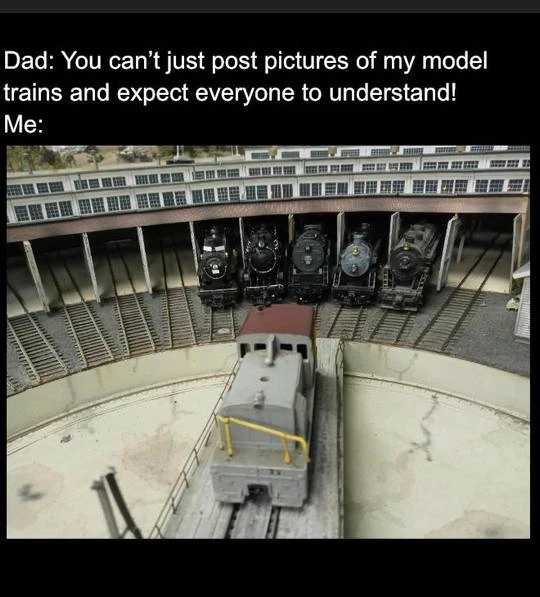 Dad: You can’t just post pictures of my model
trains and expect everyone to understand!
Me: